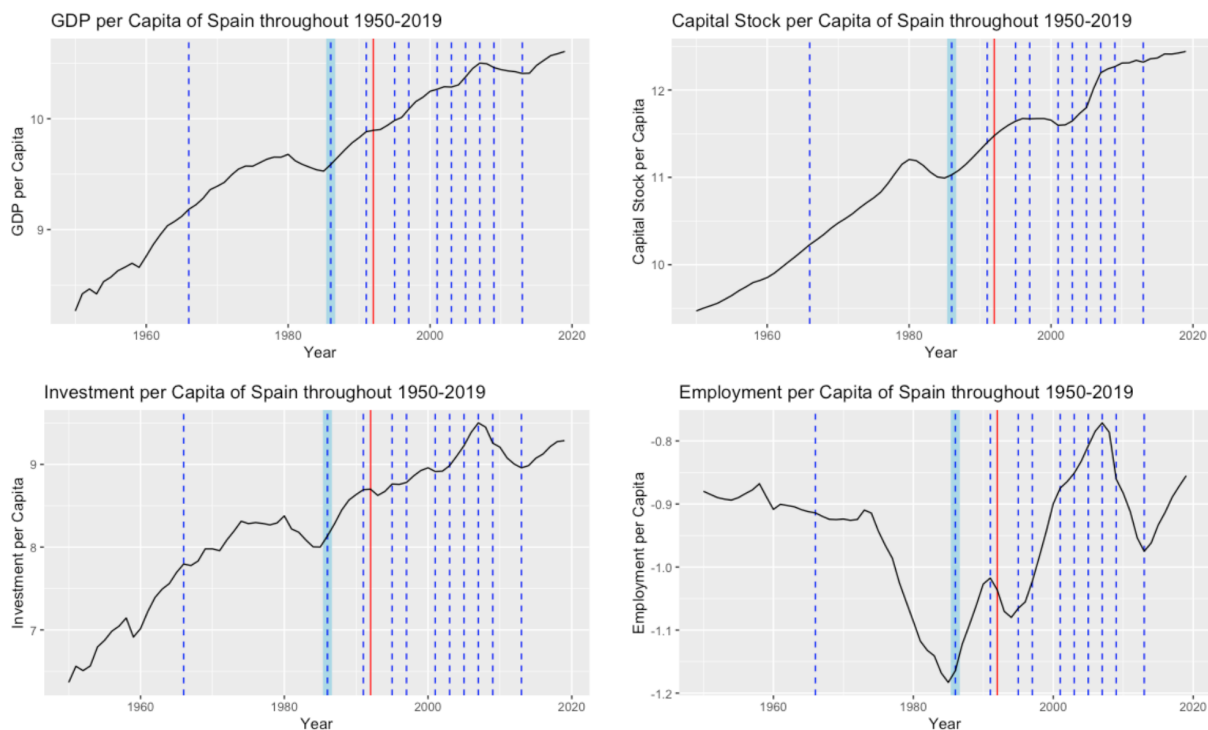 GDP per Capita of Spain throughout 1950-2019
GDP per Capita
10
9
1960
1980
2000
2020
Year
Capital Stock per Capita of Spain throughout 1950-2019
Capital Stock per Capita
12
11
10
1960
1980
2000
2020
Year
Investment per Capita of Spain throughout 1950-2019
Investment per Capita
9
8
7
1960
1980
2000
2020
Year
Employment per Capita of Spain throughout 1950-2019
Employment per Capita
-0.8
-0.9
-1.0
-1.1
-1.2
1960
1980
2000
2020
Year